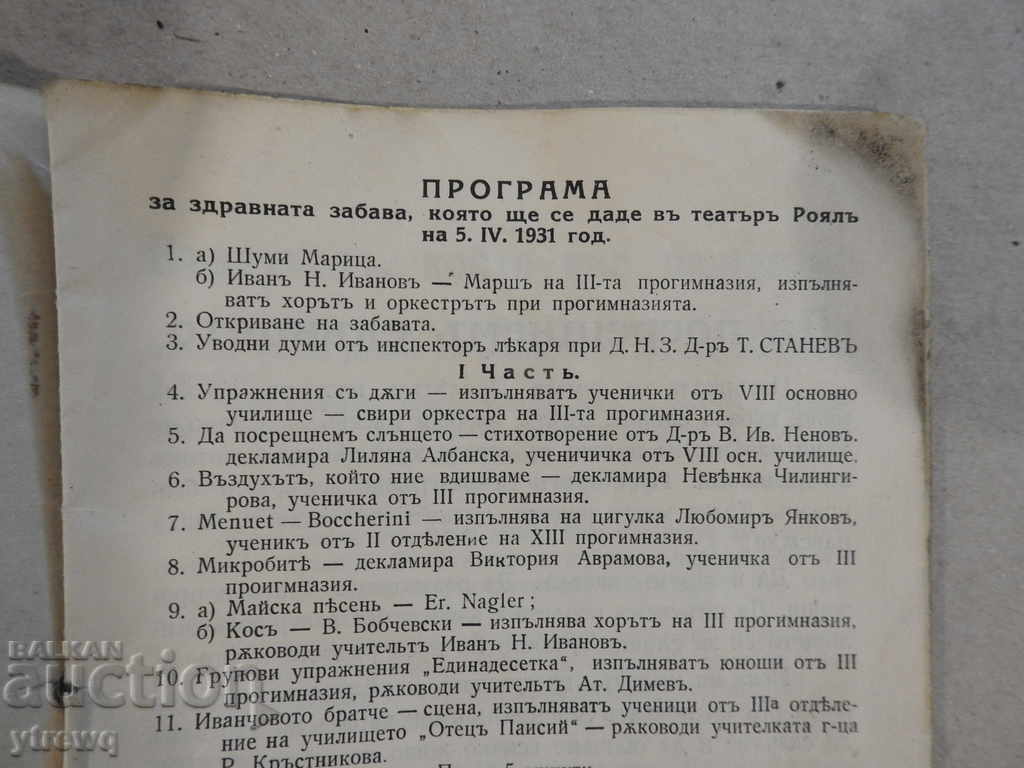 ПРОГРАМА
за здравната забава, която ще се даде въ театъръ Роялъ
на 5. IV. 1931 год.
1. а) Шуми Марица.
б) Иванъ Н. Ивановъ — Маршъ на III-та прогимназия, изпълня-
ватъ хорътъ и оркестрътъ при прогимназията.
2. Откриване на забавата.
3. Уводни думи отъ инспекторъ лѣкаря при Д. Н. З. Д-ръ Т. СТАНЕВЪ
I Часть.
4. Упражнения съ дѫги — изпълняватъ ученички отъ VIII основно
училище — свири оркестра на III-та прогимназия.
5. Да посрещнемъ слънцето — стихотворение отъ Д-ръ В. Ив. Неновъ.
декламира Лиляна Албанска, ученичичка отъ VIII осн. училище.
6. Въздухътъ, който ние вдишваме — декламира Невѣнка Чилинги-
рова, ученичка отъ III прогимназия.
7. Menuet — Boccherini — изпълнява на цигулка Любомиръ Янковъ,
ученикъ отъ II отдѣление на XIII прогимназия.
8. Микробитѣ — декламира Виктория Аврамова, ученичка отъ III
проигмназия.
9. а) Майска пѣсень — Er. Nagler;
б) Косъ — В. Бобчевски — изпълнява хорътъ на III прогимназия,
рѫководи учительтъ Иванъ Н. Ивановъ.
10. Групови упражнения „Единадесетка“, изпълняватъ юноши отъ III
прогимназия, рѫководи учительтъ Ат. Димевъ.
11. Иванчовото братче — сцена, изпълняватъ ученици отъ IIIа отдѣле-
ние на училището „Отецъ Паисий“ — рѫководи учителката г-ца
Р. Кръстникова.
BALKAN
auction
ytrewq